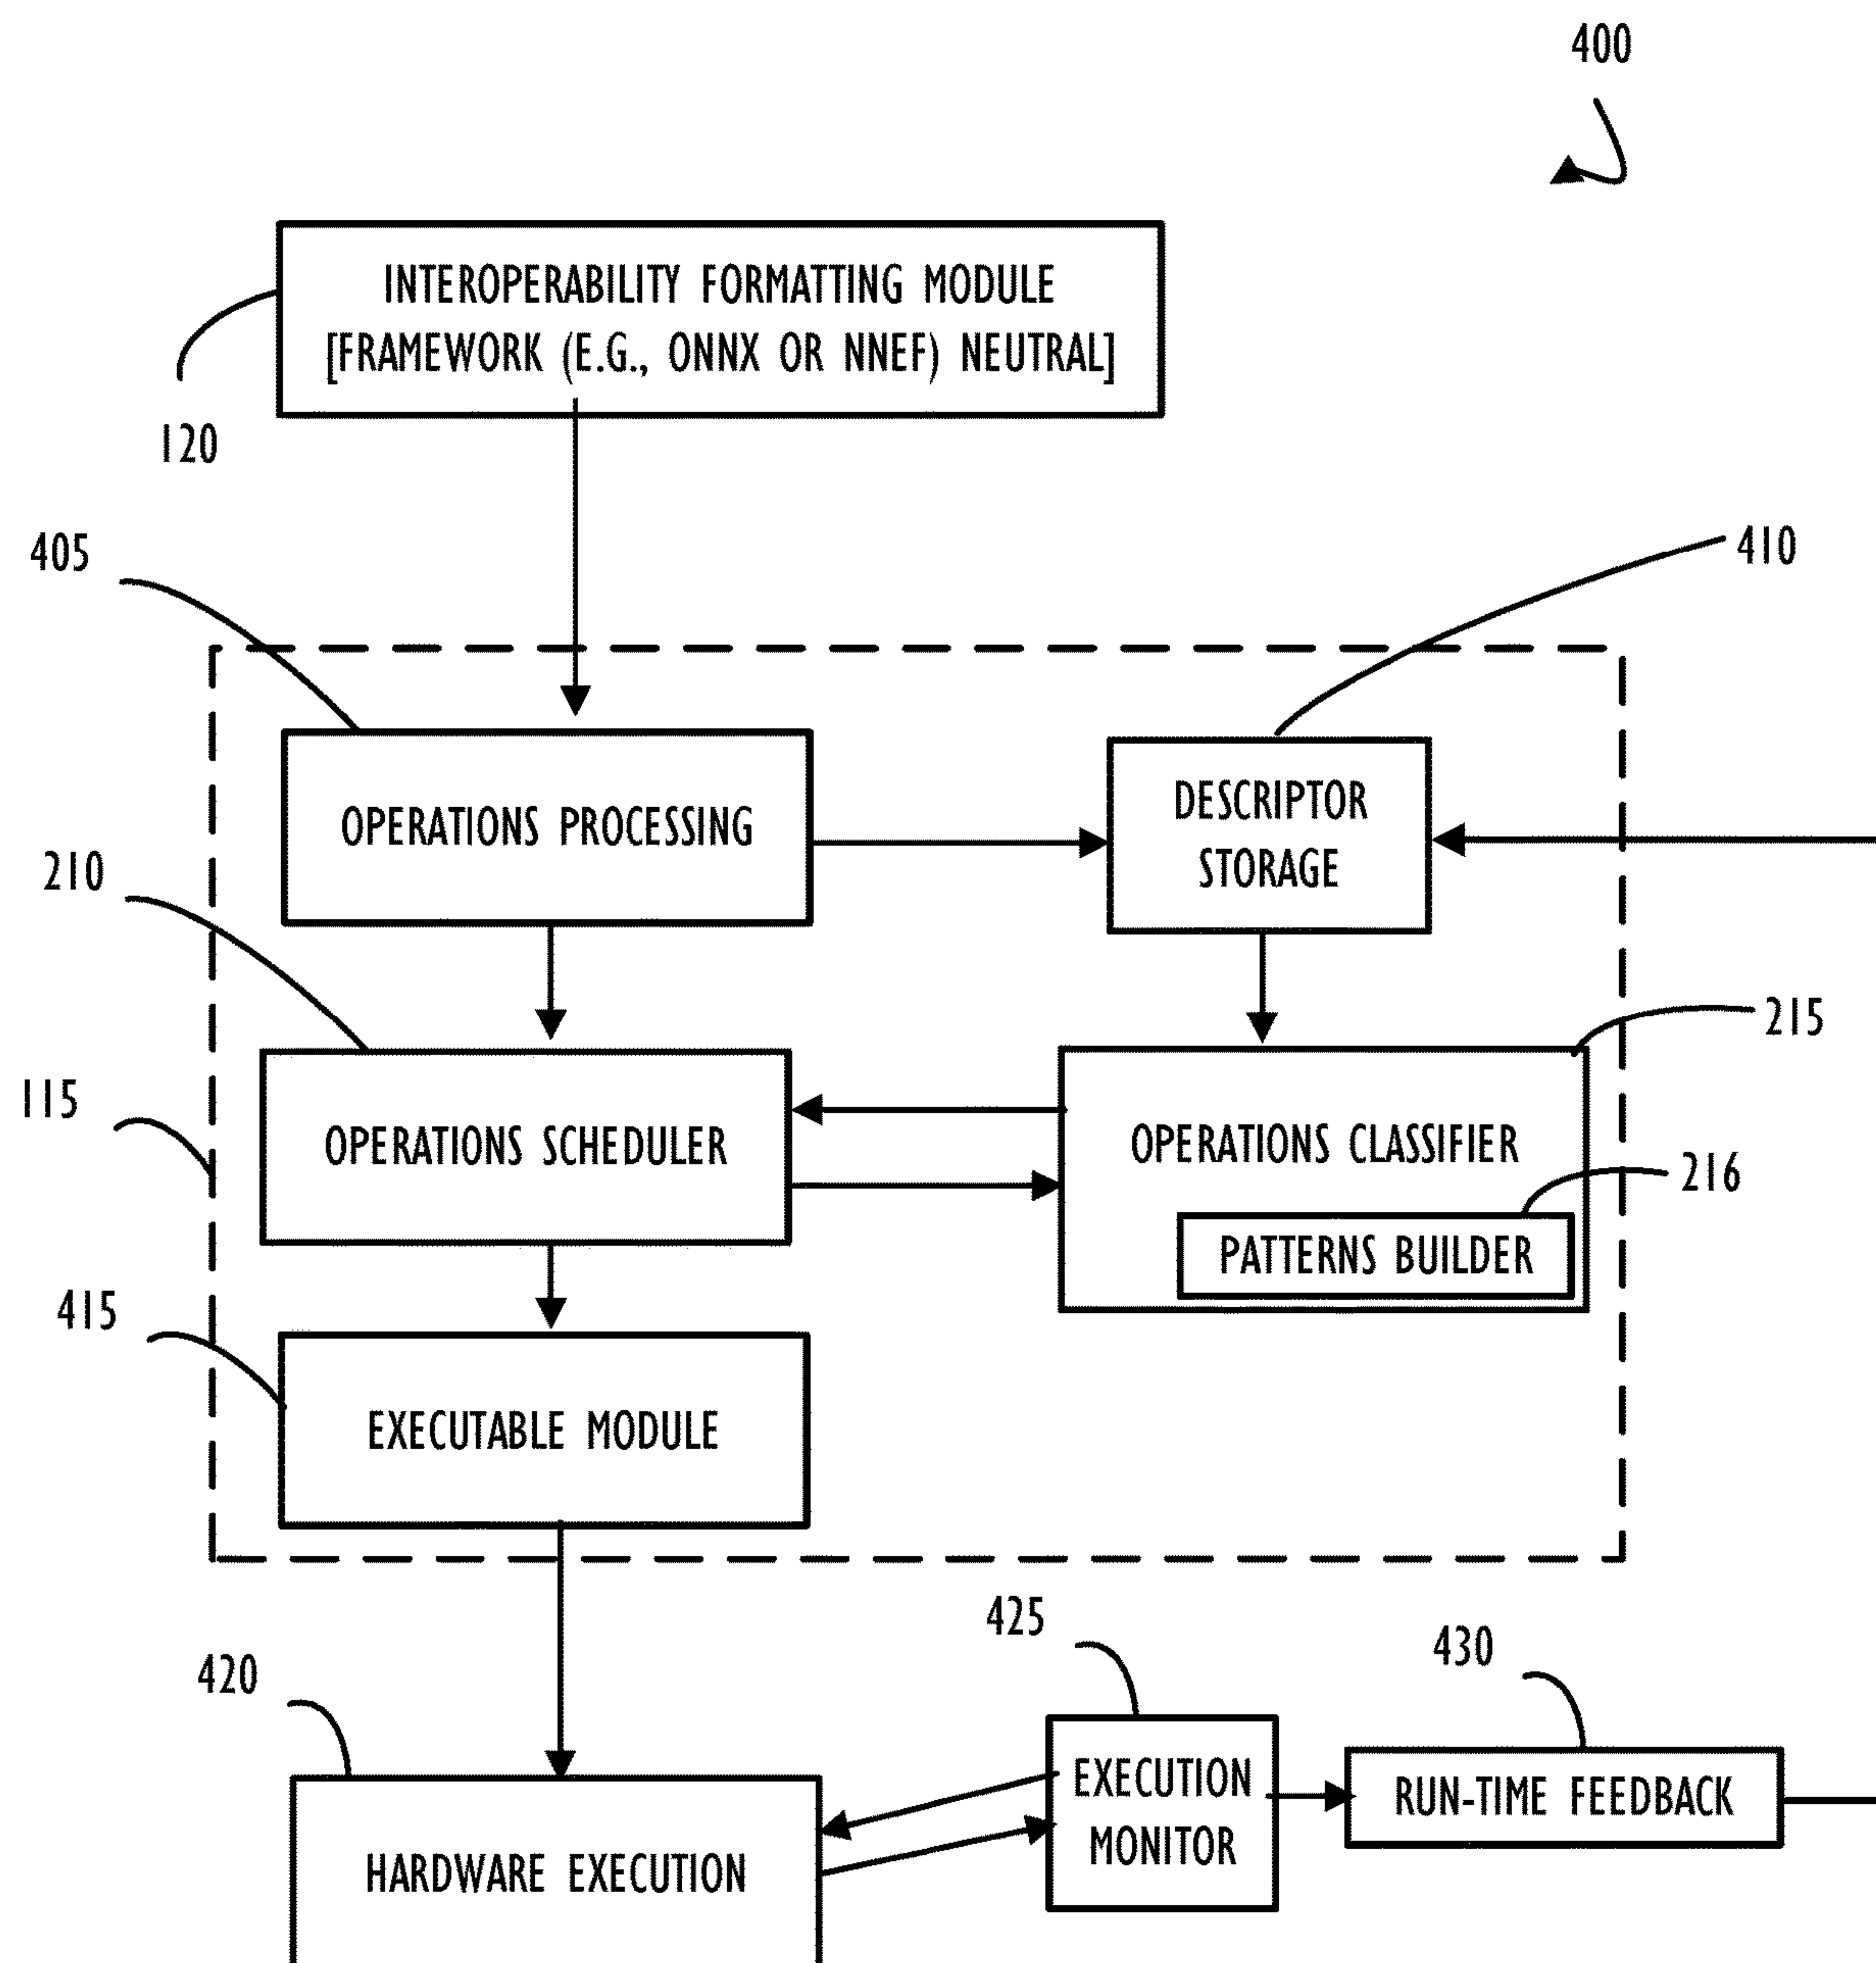 400
INTEROPERABILITY FORMATTING MODULE
[FRAMEWORK (E.G., ONNX OR NNEF) NEUTRAL]
120
405
410
OPERATIONS PROCESSING
DESCRIPTOR
STORAGE
210
215
115
OPERATIONS SCHEDULER
OPERATIONS CLASSIFIER
216
PATTERNS BUILDER
415
EXECUTABLE MODULE
425
430
420
EXECUTION
MONITOR
RUN-TIME FEEDBACK
HARDWARE EXECUTION